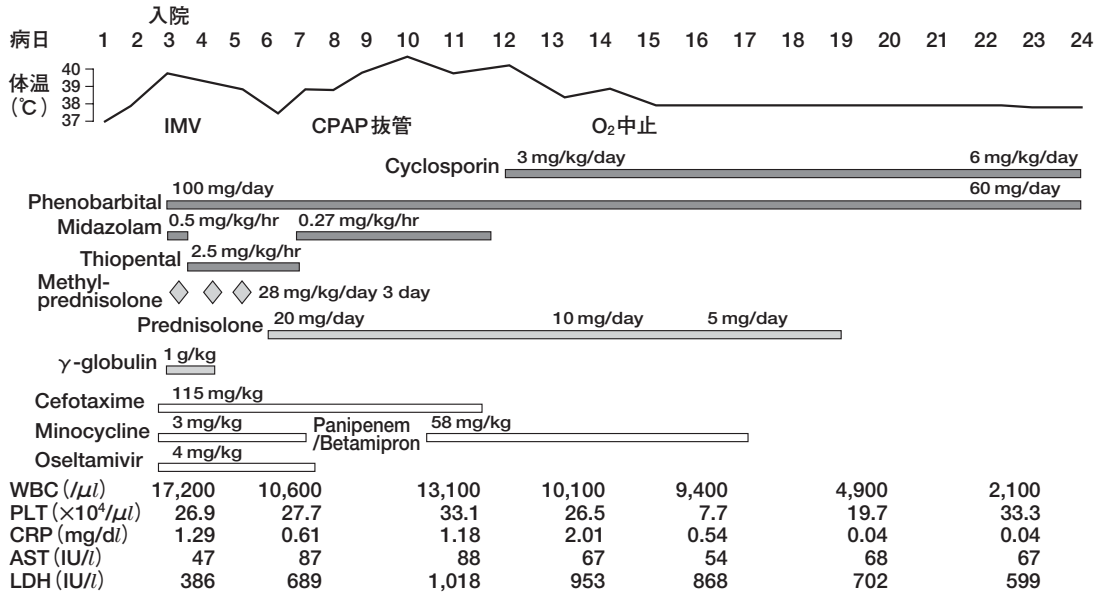 入院
病日 1 2 3 4 5 6 7 8 9 10 11 12 13 14 15 16 17 18 19 20 21 22 23 24
体温
(℃)
40
39
38
37
IMV CPAP 抜管 O₂中止
Cyclosporin 3 mg/kg/day 6 mg/kg/day
Phenobarbital 100 mg/day 60 mg/day
Midazolam 0.5 mg/kg/hr 0.27 mg/kg/hr
Thiopental 2.5 mg/kg/hr
Methyl-
prednisolone 28 mg/kg/day 3 day
Prednisolone 20 mg/day 10 mg/day 5 mg/day
γ-globulin 1 g/kg
Cefotaxime 115 mg/kg
Minocycline 3 mg/kg Panipenem
/Betamipron 58 mg/kg
Oseltamivir 4 mg/kg
WBC (/μl) 17,200 10,600 13,100 10,100 9,400 4,900 2,100
PLT (×10⁴/μl) 26.9 27.7 33.1 26.5 7.7 19.7 33.3
CRP (mg/dl) 1.29 0.61 1.18 2.01 0.54 0.04 0.04
AST (IU/l) 47 87 88 67 54 68 67
LDH (IU/l) 386 689 1,018 953 868 702 599